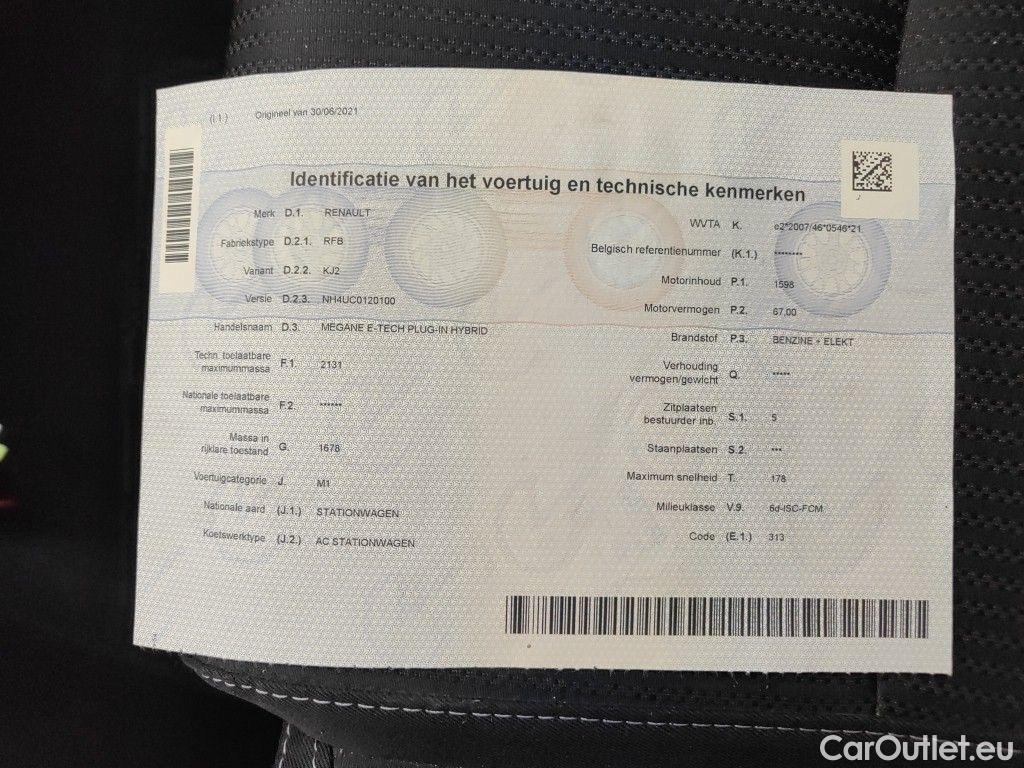 (I.1) Origineel van 30/06/2021
Identificatie van het voertuig en technische kenmerken
Merk D.1. RENAULT
Fabriekstype D.2.1. RFB
Variant D.2.2. KJ2
Versie D.2.3. NH4UC0120100
Handelsnaam D.3. MEGANE E-TECH PLUG-IN HYBRID
Techn. toelaatbare
maximummassa F.1. 2131
Nationale toelaatbare
maximummassa F.2. ******
Massa in
rijklare toestand G. 1678
Voertuigcategorie J. M1
Nationale aard (J.1.) STATIONWAGEN
Koetswerktype (J.2.) AC STATIONWAGEN
WVTA K. e2*2007/46*0546*21
Belgisch referentienummer (K.1.) ********
Motorinhoud P.1. 1598
Motorvermogen P.2. 67,00
Brandstof P.3. BENZINE + ELEKT
Verhouding
vermogen/gewicht Q. *****
Zitplaatsen
bestuurder inb. S.1. 5
Staanplaatsen S.2. ***
Maximum snelheid T. 178
Milieuklasse V.9. 6d-ISC-FCM
Code (E.1.) 313
CarOutlet.eu